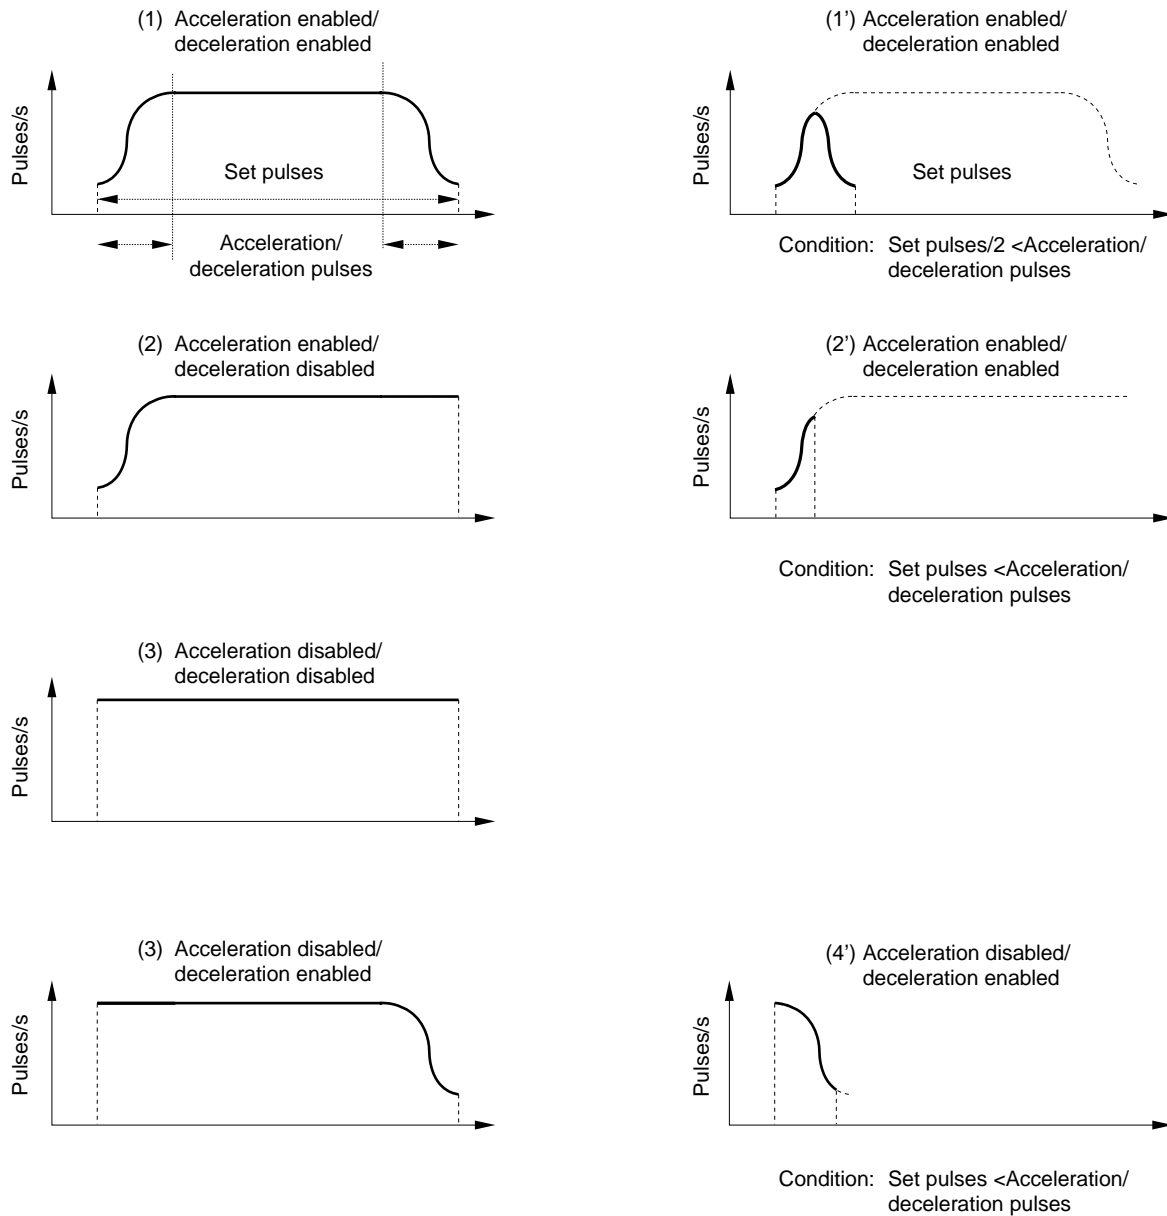 (1) Acceleration enabled/
deceleration enabled
Pulses/s
Set pulses
Acceleration/
deceleration pulses
(1’) Acceleration enabled/
deceleration enabled
Pulses/s
Set pulses
Condition: Set pulses/2 <Acceleration/
deceleration pulses
(2) Acceleration enabled/
deceleration disabled
Pulses/s
(2’) Acceleration enabled/
deceleration enabled
Pulses/s
Condition: Set pulses <Acceleration/
deceleration pulses
(3) Acceleration disabled/
deceleration disabled
Pulses/s
(3) Acceleration disabled/
deceleration enabled
Pulses/s
(4’) Acceleration disabled/
deceleration enabled
Pulses/s
Condition: Set pulses <Acceleration/
deceleration pulses